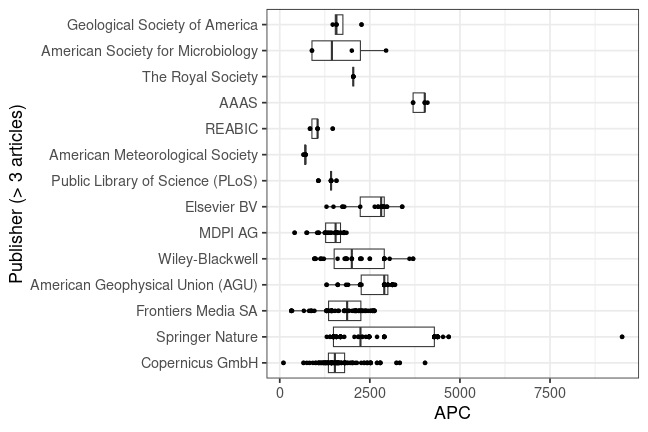 Publisher (> 3 articles)
Geological Society of America
American Society for Microbiology
The Royal Society
AAAS
REABIC
American Meteorological Society
Public Library of Science (PLoS)
Elsevier BV
MDPI AG
Wiley-Blackwell
American Geophysical Union (AGU)
Frontiers Media SA
Springer Nature
Copernicus GmbH
0 2500 5000 7500
APC